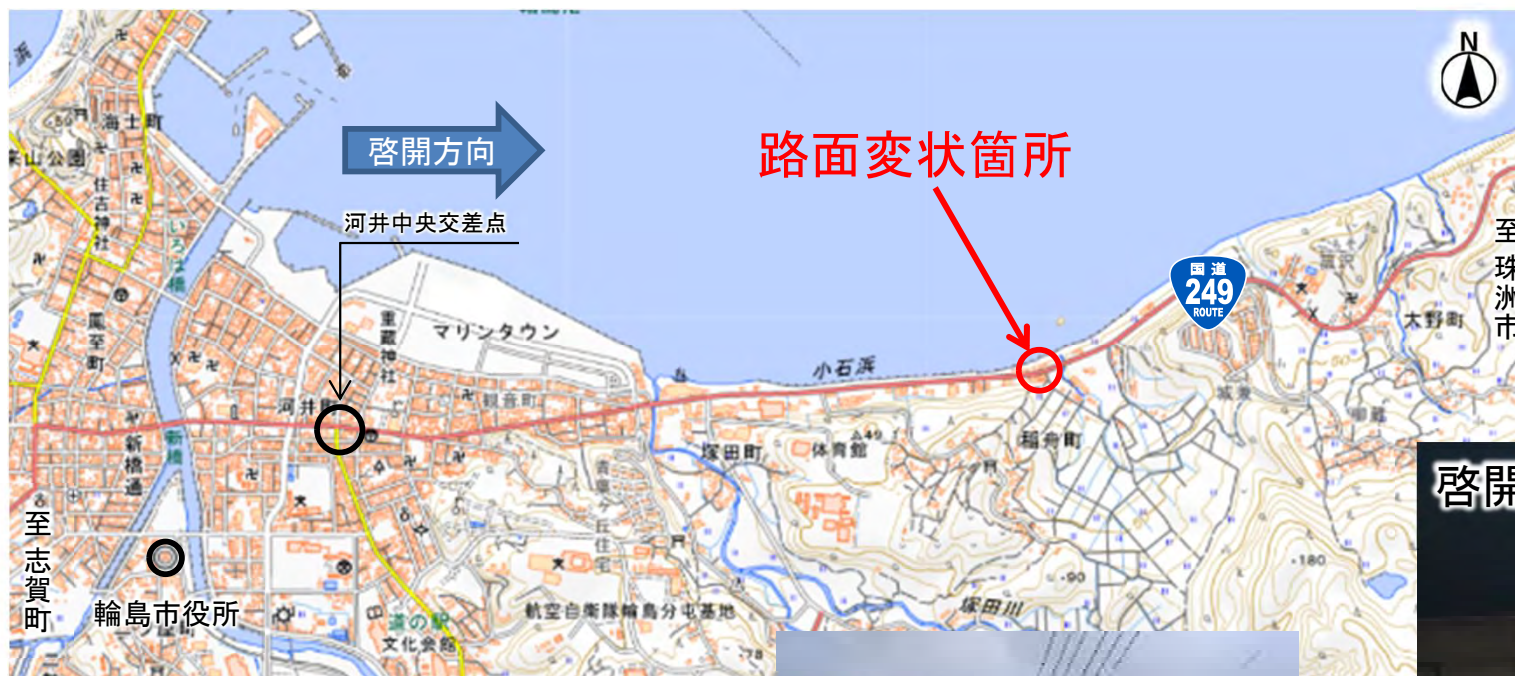 N
海士町
啓開方向
路面変状箇所
河井中央交差点
住吉神社
いろは橋
国道
249
ROUTE
至珠洲市
鳳至町
重蔵神社
マリンタウン
大野町
小石浜
河井町
観音町
新橋通
新橋
塚田町
体育館
49
稲舟町
啓開
至志賀町
180
90
輪島市役所
航空自衛隊輪島分屯基地
塚田川
道の駅
文化会館
78